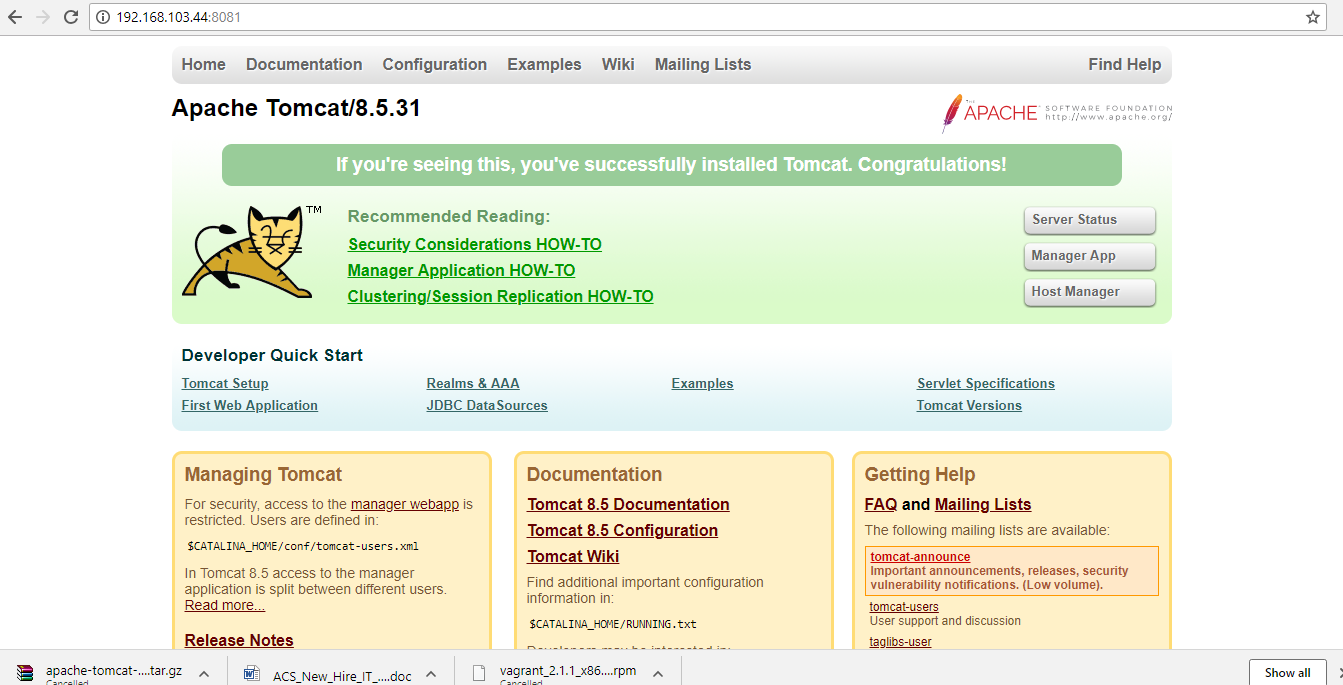 192.168.103.44:8081
Home Documentation Configuration Examples Wiki Mailing Lists Find Help
Apache Tomcat/8.5.31
THE APACHE SOFTWARE FOUNDATION
http://www.apache.org/
If you're seeing this, you've successfully installed Tomcat. Congratulations!
TM
Recommended Reading:
Security Considerations HOW-TO
Manager Application HOW-TO
Clustering/Session Replication HOW-TO
Server Status
Manager App
Host Manager
Developer Quick Start
Tomcat Setup
First Web Application
Realms & AAA
JDBC DataSources
Examples
Servlet Specifications
Tomcat Versions
Managing Tomcat
For security, access to the manager webapp is
restricted. Users are defined in:
$CATALINA_HOME/conf/tomcat-users.xml
In Tomcat 8.5 access to the manager
application is split between different users.
Read more...
Release Notes
Documentation
Tomcat 8.5 Documentation
Tomcat 8.5 Configuration
Tomcat Wiki
Find additional important configuration
information in:
$CATALINA_HOME/RUNNING.txt
Developers may be interested in:
Getting Help
FAQ and Mailing Lists
The following mailing lists are available:
tomcat-announce
Important announcements, releases, security
vulnerability notifications. (Low volume).
tomcat-users
User support and discussion
taglibs-user
apache-tomcat-....tar.gz
Cancelled
ACS_New_Hire_IT_....doc
vagrant_2.1.1_x86....rpm
Cancelled
Show all